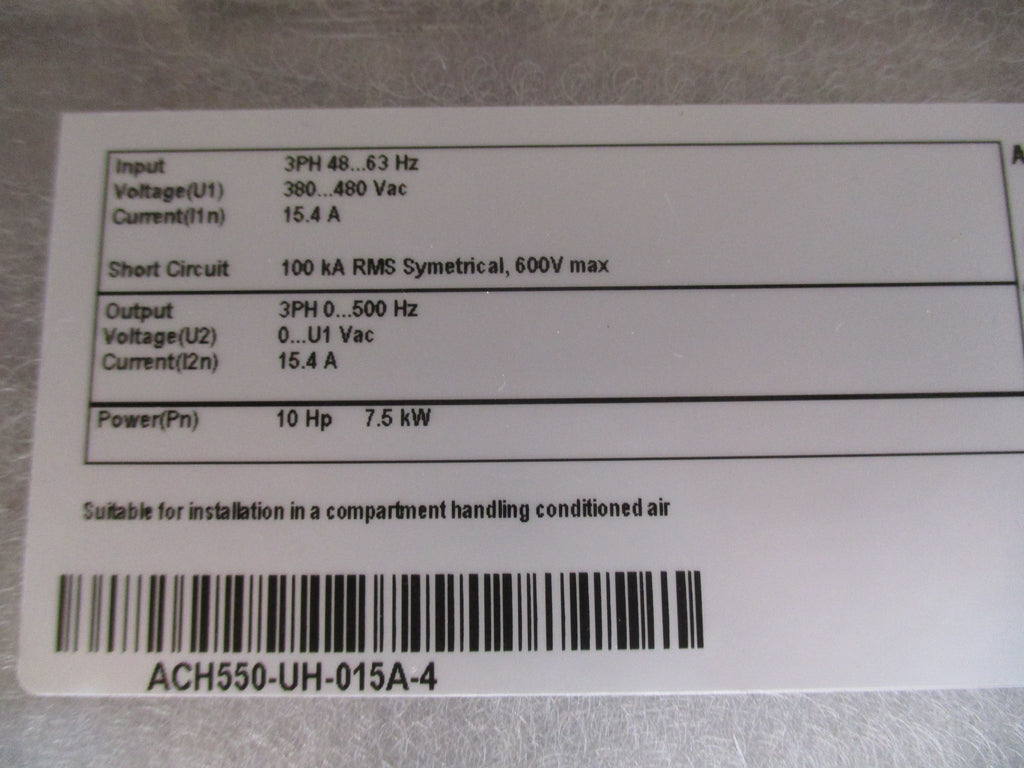 Input 3PH 48...63 Hz
Voltage(U1) 380...480 Vac
Current(I1n) 15.4 A
Short Circuit 100 kA RMS Symetrical, 600V max
Output 3PH 0...500 Hz
Voltage(U2) 0...U1 Vac
Current(I2n) 15.4 A
Power(Pn) 10 Hp 7.5 kW
Suitable for installation in a compartment handling conditioned air
ACH550-UH-015A-4